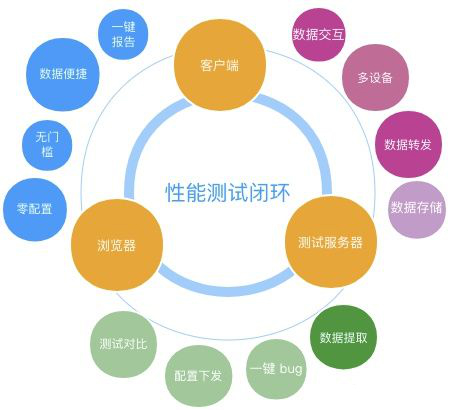 一键
报告
客户端
数据交互
数据便捷
多设备
无门
槛
数据转发
性能测试闭环
零配置
数据存储
浏览器
测试服务器
测试对比
数据提取
配置下发
一键 bug